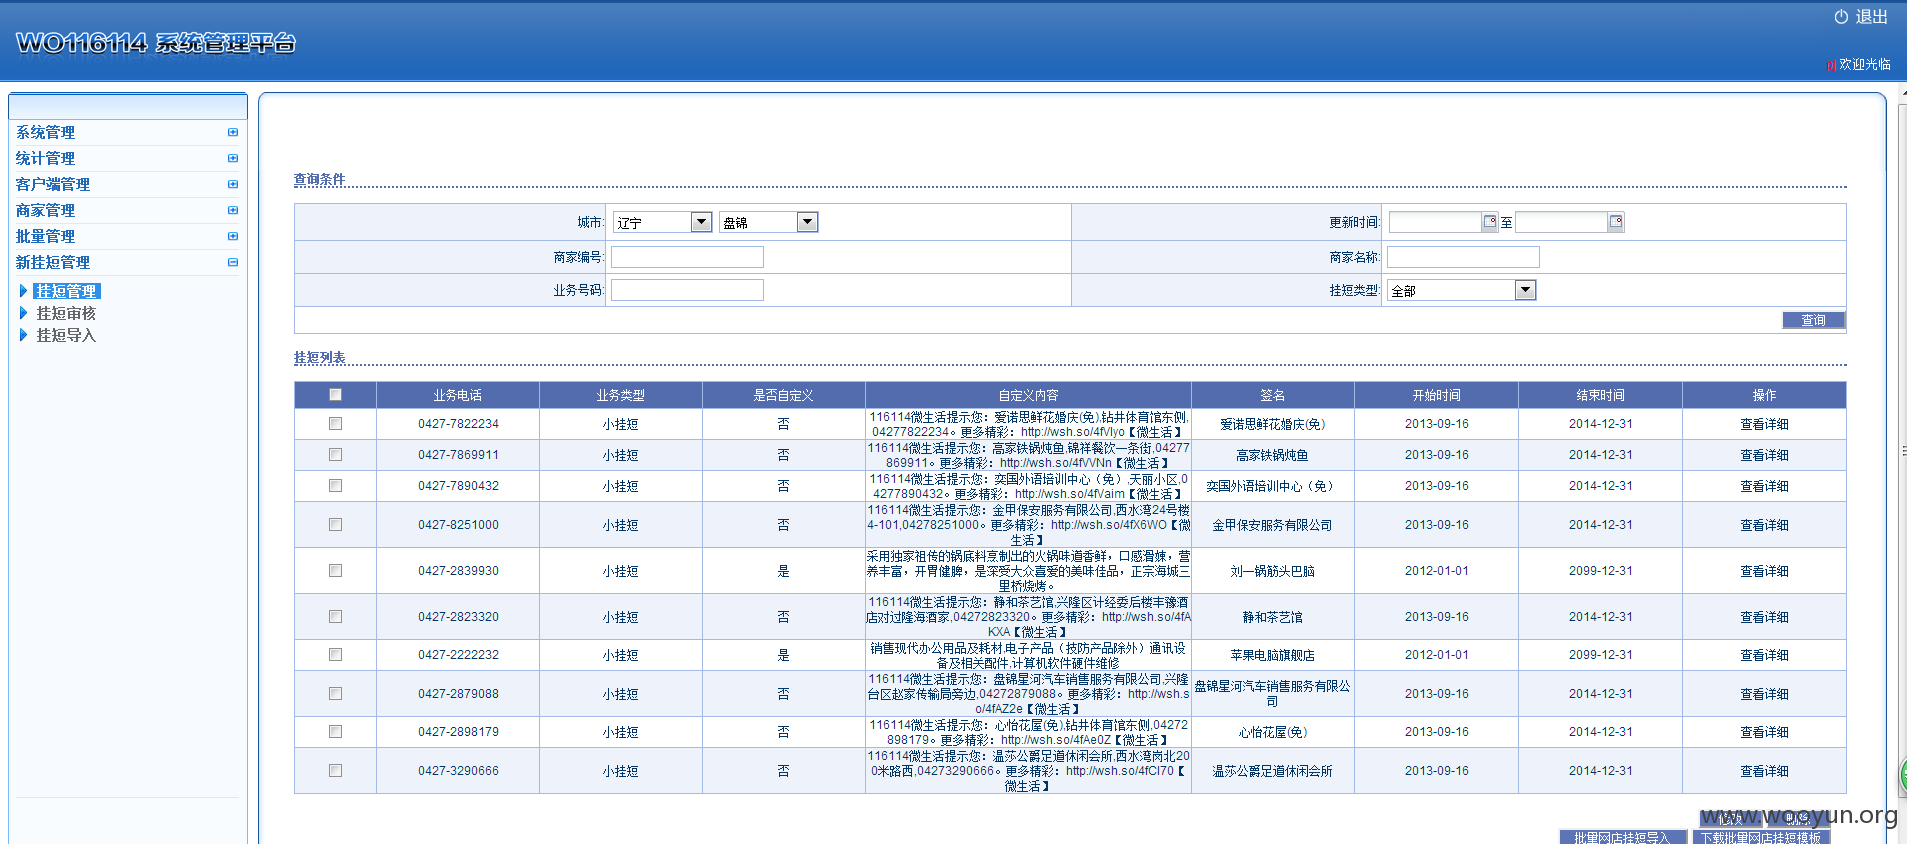 退出
WO116114 系统管理平台
欢迎光临
系统管理
统计管理
客户端管理
商家管理
批量管理
新挂短管理
挂短管理
挂短审核
挂短导入
查询条件
城市: 辽宁 盘锦 更新时间: 至
商家编号: 商家名称:
业务号码: 挂短类型: 全部
查询
挂短列表
业务电话 业务类型 是否自定义 自定义内容 签名 开始时间 结束时间 操作
0427-7822234 小挂短 否 116114微生活提示您：爱诺思鲜花婚庆(免),钻井体育馆东侧,
04277822234。更多精彩：http://wsh.so/4fVIyo【微生活】 爱诺思鲜花婚庆(免) 2013-09-16 2014-12-31 查看详细
0427-7869911 小挂短 否 116114微生活提示您：高家铁锅炖鱼,锦祥餐饮一条街,04277
869911。更多精彩：http://wsh.so/4fVVNn【微生活】 高家铁锅炖鱼 2013-09-16 2014-12-31 查看详细
0427-7890432 小挂短 否 116114微生活提示您：奕国外语培训中心（免）,天丽小区,0
4277890432。更多精彩：http://wsh.so/4fVaim【微生活】 奕国外语培训中心（免） 2013-09-16 2014-12-31 查看详细
0427-8251000 小挂短 否 116114微生活提示您：金甲保安服务有限公司,西水湾24号楼
4-101,04278251000。更多精彩：http://wsh.so/4fX6WO【微
生活】 金甲保安服务有限公司 2013-09-16 2014-12-31 查看详细
0427-2839930 小挂短 是 采用独家祖传的锅底料烹制出的火锅味道香鲜，口感滑嫩，营
养丰富，开胃健脾，是深受大众喜爱的美味佳品，正宗海城三
里桥烧烤。 刘一锅筋头巴脑 2012-01-01 2099-12-31 查看详细
0427-2823320 小挂短 否 116114微生活提示您：静和茶艺馆,兴隆区计经委后楼丰豫酒
店对过隆海酒家,04272823320。更多精彩：http://wsh.so/4fA
KXA【微生活】 静和茶艺馆 2013-09-16 2014-12-31 查看详细
0427-2222232 小挂短 是 销售现代办公用品及耗材,电子产品（技防产品除外）通讯设
备及相关配件,计算机软件硬件维修 苹果电脑旗舰店 2012-01-01 2099-12-31 查看详细
0427-2879088 小挂短 否 116114微生活提示您：盘锦星河汽车销售服务有限公司,兴隆
台区赵家传输局旁边,04272879088。更多精彩：http://wsh.s
o/4fAZ2e【微生活】 盘锦星河汽车销售服务有限公
司 2013-09-16 2014-12-31 查看详细
0427-2898179 小挂短 否 116114微生活提示您：心怡花屋(免),钻井体育馆东侧,04272
898179。更多精彩：http://wsh.so/4fAe0Z【微生活】 心怡花屋(免) 2013-09-16 2014-12-31 查看详细
0427-3290666 小挂短 否 116114微生活提示您：温莎公爵足道休闲会所,西水湾岗北20
0米路西,04273290666。更多精彩：http://wsh.so/4fCI70【
微生活】 温莎公爵足道休闲会所 2013-09-16 2014-12-31 查看详细
修改 删除
www.wooyun.org
批量网店挂短导入 下载批量网店挂短模板